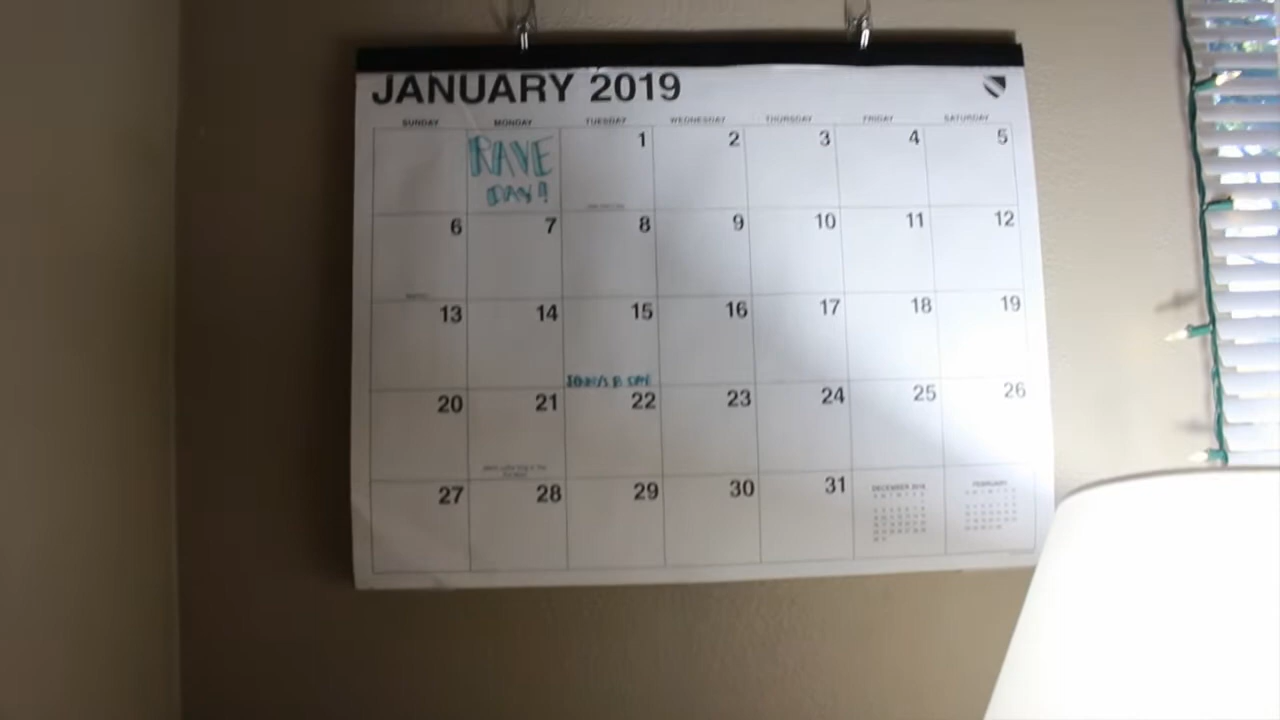 JANUARY 2019
SUNDAY MONDAY TUESDAY WEDNESDAY THURSDAY FRIDAY SATURDAY
RAVE
DAY!
1 2 3 4 5
6 7 8 9 10 11 12
13 14 15 16 17 18 19
B DAY
20 21 22 23 24 25 26
27 28 29 30 31
DECEMBER 2018 FEBRUARY